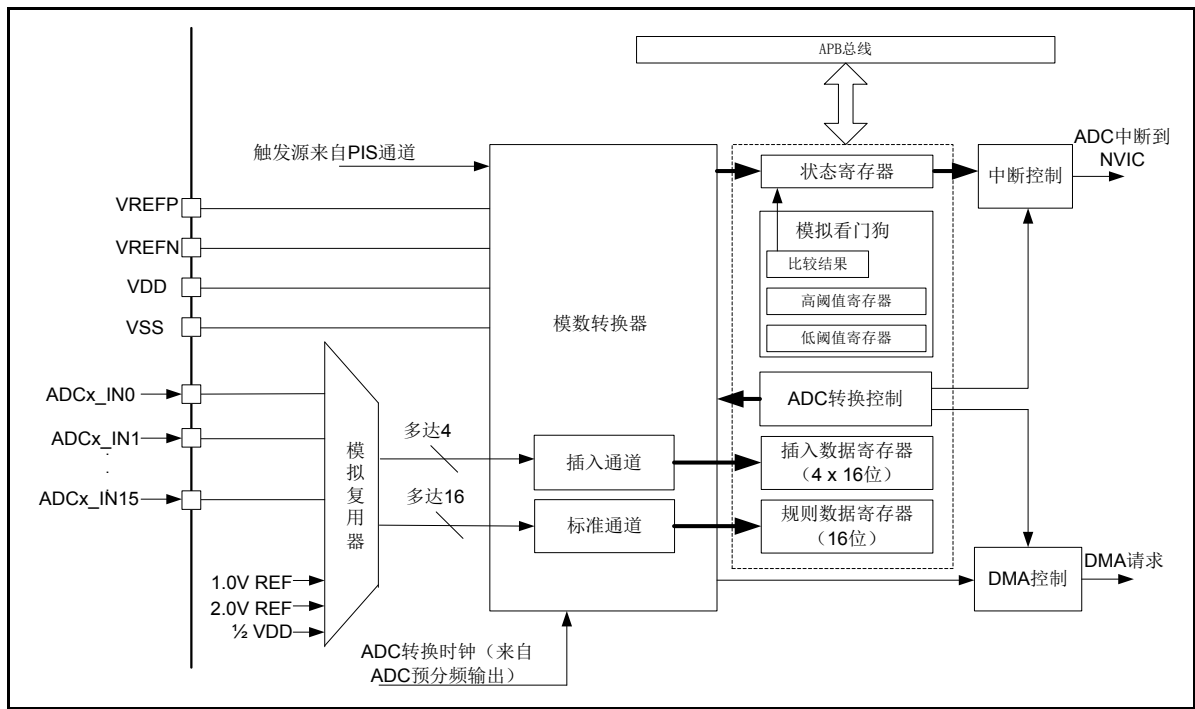 APB总线
触发源来自PIS通道
ADC中断到
NVIC
状态寄存器
中断控制
VREFP
VREFN
VDD
VSS
模拟看门狗
比较结果
高阈值寄存器
低阈值寄存器
模数转换器
ADCx_IN0
ADCx_IN1
.
.
.
ADCx_IN15
模拟复用器
ADC转换控制
多达4
插入通道
插入数据寄存器
（4 x 16位）
多达16
标准通道
规则数据寄存器
（16位）
1.0V REF
2.0V REF
½ VDD
DMA控制
DMA请求
ADC转换时钟（来自
ADC预分频输出）